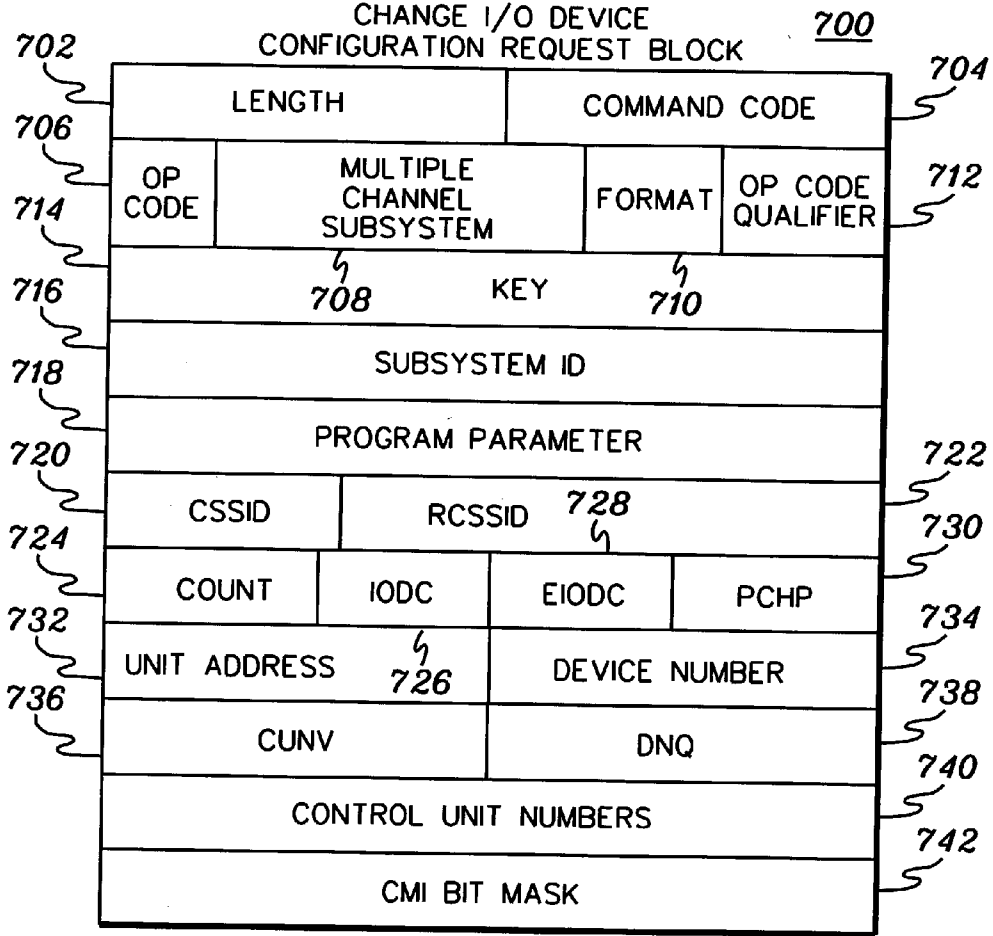 CHANGE I/O DEVICE 700
CONFIGURATION REQUEST BLOCK
702 704
LENGTH COMMAND CODE
706 712
OP CODE MULTIPLE CHANNEL SUBSYSTEM FORMAT OP CODE QUALIFIER
714
708 KEY 710
716
SUBSYSTEM ID
718
PROGRAM PARAMETER
720 722
CSSID RCSSID 728
724 730
COUNT IODC EIODC PCHP
732 734
UNIT ADDRESS 726 DEVICE NUMBER
736 738
CUNV DNQ
740
CONTROL UNIT NUMBERS
742
CMI BIT MASK